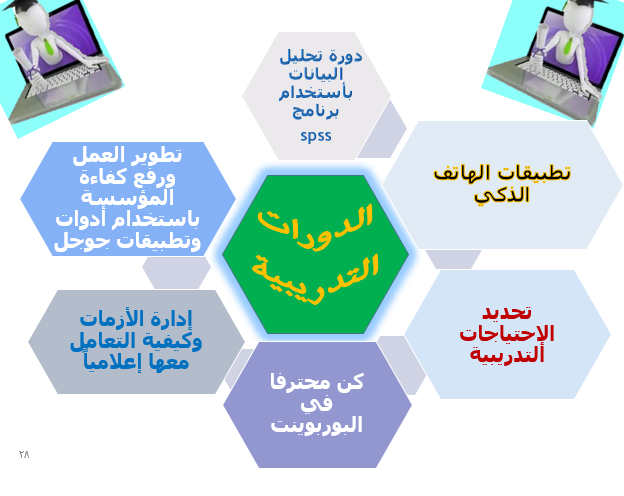 دورة تحليل
البيانات
بأستخدام
برنامج
spss
تطبيقات الهاتف
الذكي
تحديد
الاحتياجات
التدريبية
كن محترفا
في
البوربوينت
إدارة الأزمات
وكيفية التعامل
معها إعلامياً
تطوير العمل
ورفع كفاءة
المؤسسة
باستخدام أدوات
وتطبيقات جوجل
الدورات
التدريبية
٢٨